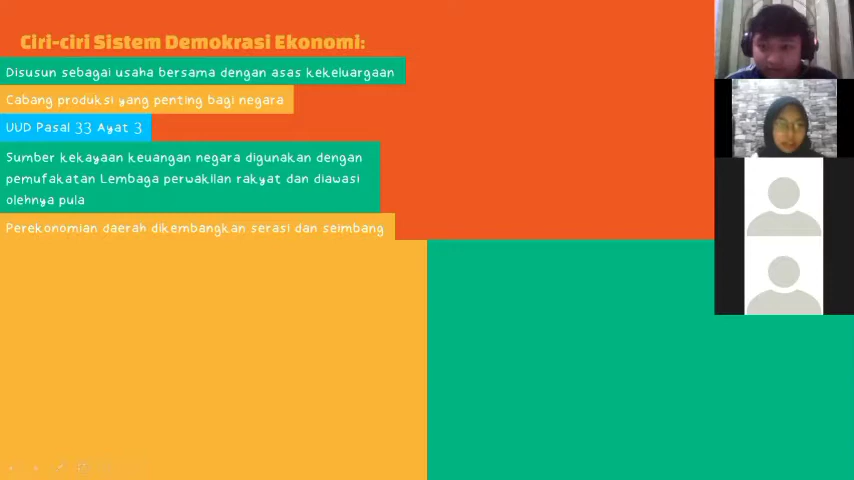 Ciri-ciri Sistem Demokrasi Ekonomi:
Disusun sebagai usaha bersama dengan asas kekeluargaan
Cabang produksi yang penting bagi negara
UUD Pasal 33 Ayat 3
Sumber kekayaan keuangan negara digunakan dengan
pemufakatan Lembaga perwakilan rakyat dan diawasi
olehnya pula
Perekonomian daerah dikembangkan serasi dan seimbang